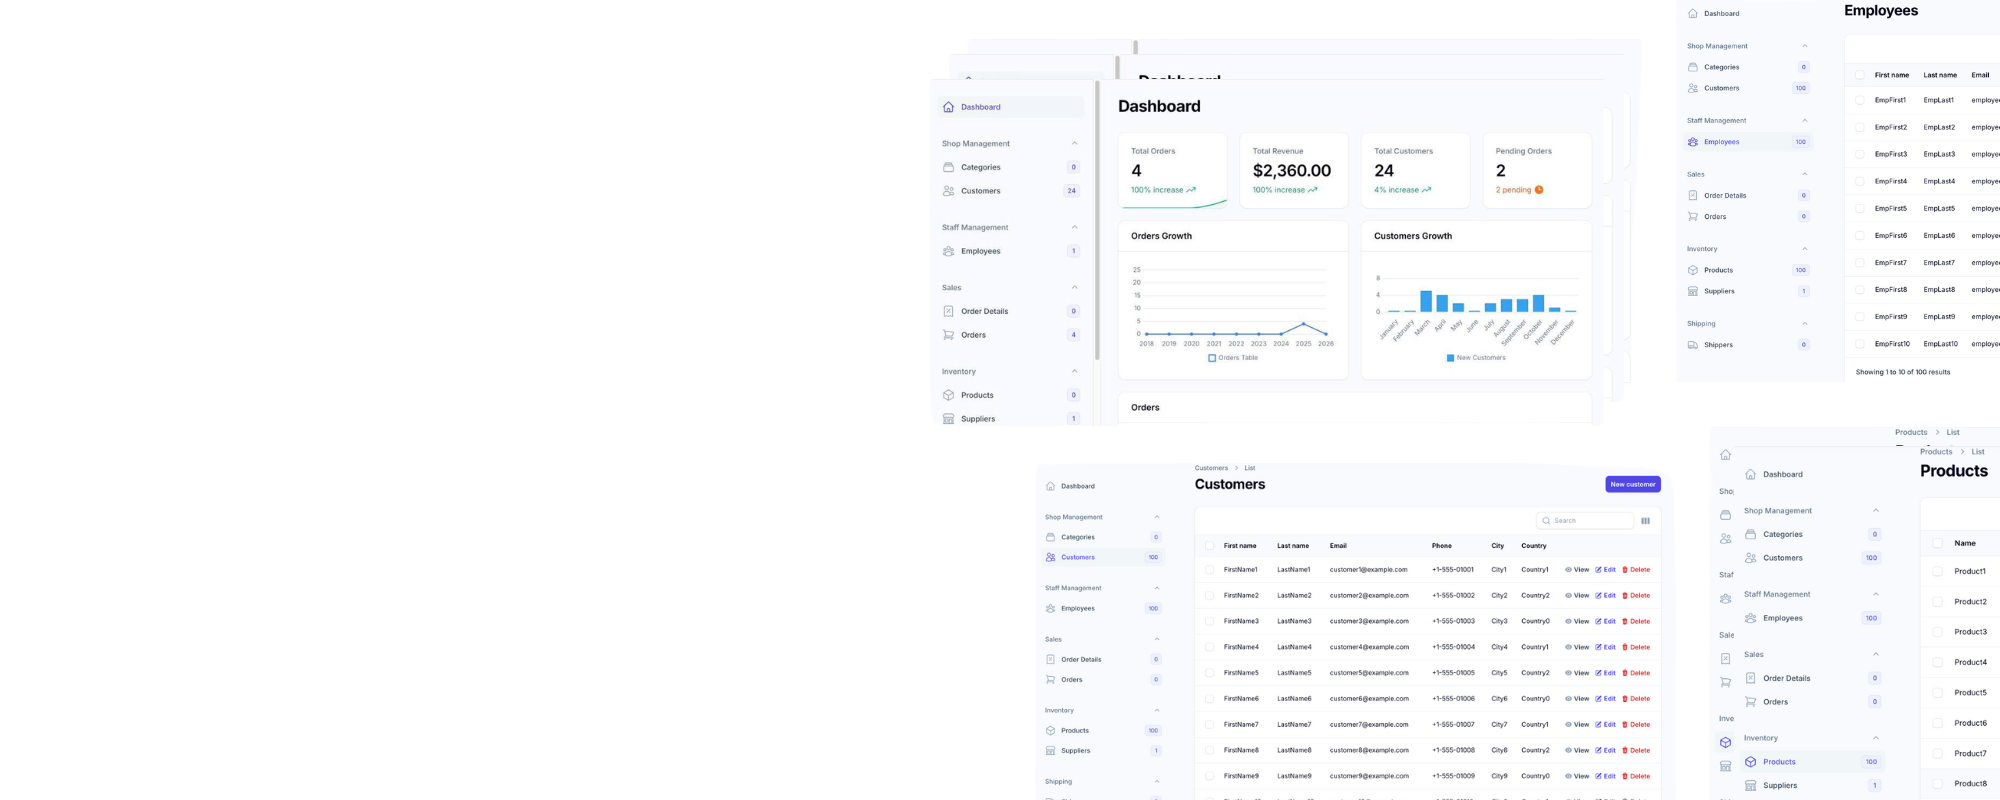 Dashboard
Dashboard
Dashboard
Shop Management
Categories 0
Customers 24
Staff Management
Employees 1
Sales
Order Details 0
Orders 4
Inventory
Products 0
Suppliers 1
Total Orders
4
100% increase
Total Revenue
$2,360.00
100% increase
Total Customers
24
4% increase
Pending Orders
2
2 pending
Orders Growth
25
20
15
10
5
0
2018 2019 2020 2021 2022 2023 2024 2025 2026
Orders Table
Customers Growth
8
4
0
January February March April May June July August September October November December
New Customers
Orders
Dashboard
Shop Management
Categories 0
Customers 100
Staff Management
Employees 100
Sales
Order Details 0
Orders 0
Inventory
Products 100
Suppliers 1
Shipping
Shippers 0
Employees
First name Last name Email
EmpFirst1 EmpLast1 employe
EmpFirst2 EmpLast2 employe
EmpFirst3 EmpLast3 employe
EmpFirst4 EmpLast4 employe
EmpFirst5 EmpLast5 employe
EmpFirst6 EmpLast6 employe
EmpFirst7 EmpLast7 employe
EmpFirst8 EmpLast8 employe
EmpFirst9 EmpLast9 employe
EmpFirst10 EmpLast10 employe
Showing 1 to 10 of 100 results
Dashboard
Shop Management
Categories 0
Customers 100
Staff Management
Employees 100
Sales
Order Details 0
Orders 0
Inventory
Products 100
Suppliers 1
Shipping
Customers > List
Customers
New customer
Search
First name Last name Email Phone City Country
FirstName1 LastName1 customer1@example.com +1-555-01001 City1 Country1 View Edit Delete
FirstName2 LastName2 customer2@example.com +1-555-01002 City2 Country2 View Edit Delete
FirstName3 LastName3 customer3@example.com +1-555-01003 City3 Country0 View Edit Delete
FirstName4 LastName4 customer4@example.com +1-555-01004 City4 Country1 View Edit Delete
FirstName5 LastName5 customer5@example.com +1-555-01005 City5 Country2 View Edit Delete
FirstName6 LastName6 customer6@example.com +1-555-01006 City6 Country0 View Edit Delete
FirstName7 LastName7 customer7@example.com +1-555-01007 City7 Country1 View Edit Delete
FirstName8 LastName8 customer8@example.com +1-555-01008 City8 Country2 View Edit Delete
FirstName9 LastName9 customer9@example.com +1-555-01009 City9 Country0 View Edit Delete
Products > List
Sho
Staf
Sale
Inve
Dashboard
Shop Management
Categories 0
Customers 100
Staff Management
Employees 100
Sales
Order Details 0
Orders 0
Inventory
Products 100
Suppliers 1
Products > List
Products
Name
Product1
Product2
Product3
Product4
Product5
Product6
Product7
Product8